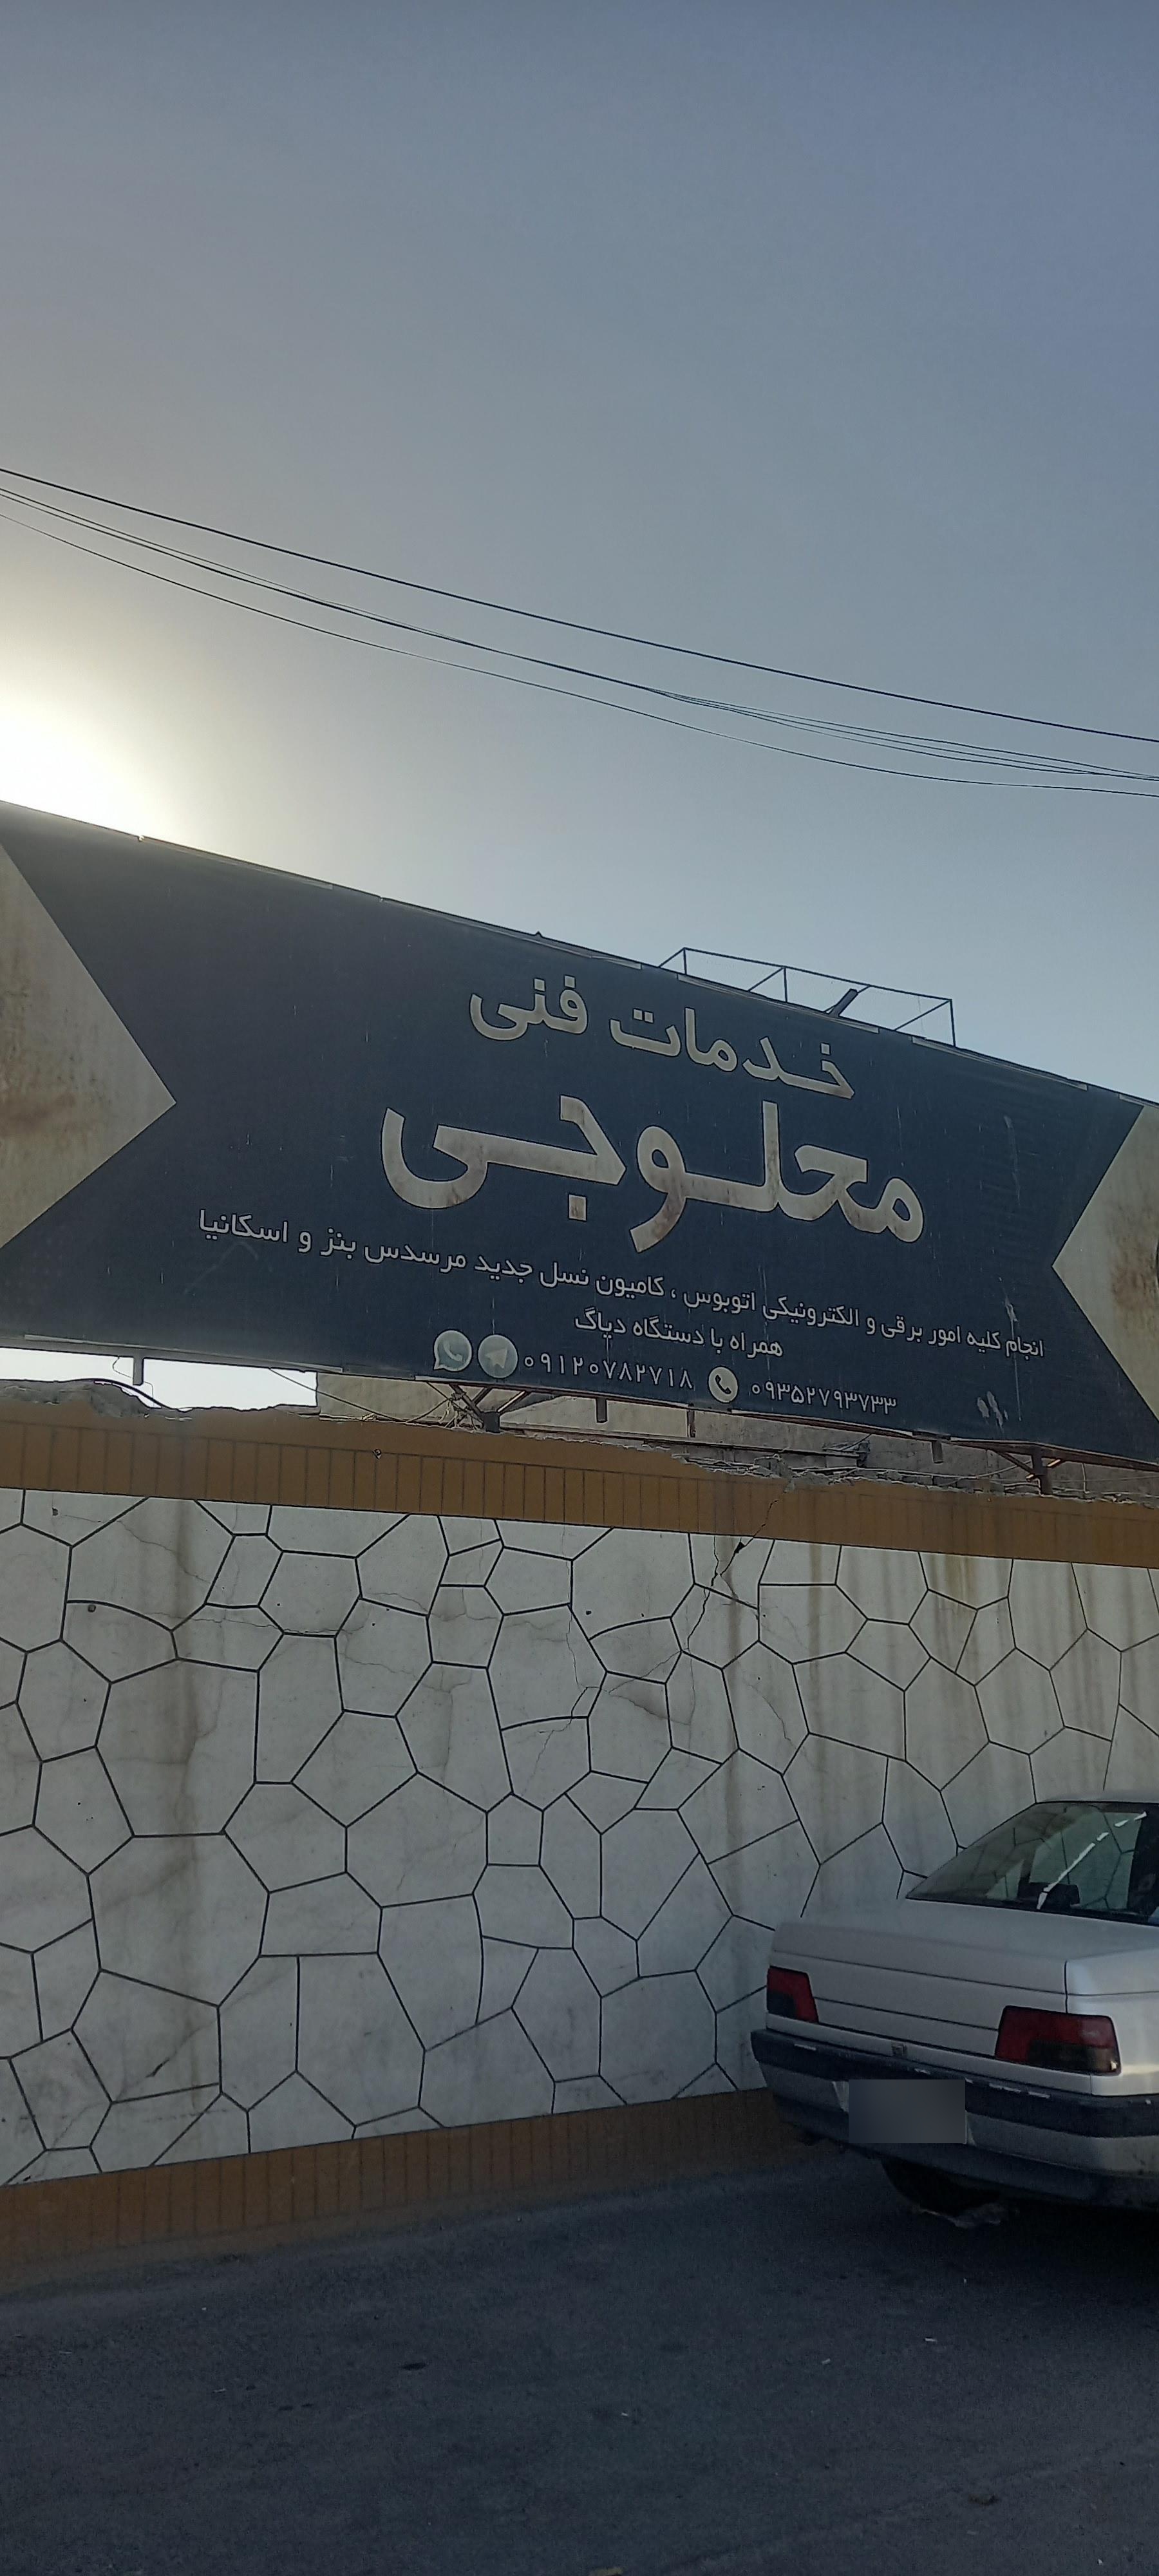 خدمات فنی
محلوجی
انجام کلیه امور برقی و الکترونیکی اتوبوس ، کامیون نسل جدید مرسدس بنز و اسکانیا
همراه با دستگاه دیاگ
۰۹۳۵۲۷۹۳۷۳۳ ۰۹۱۲۰۷۸۲۷۱۸